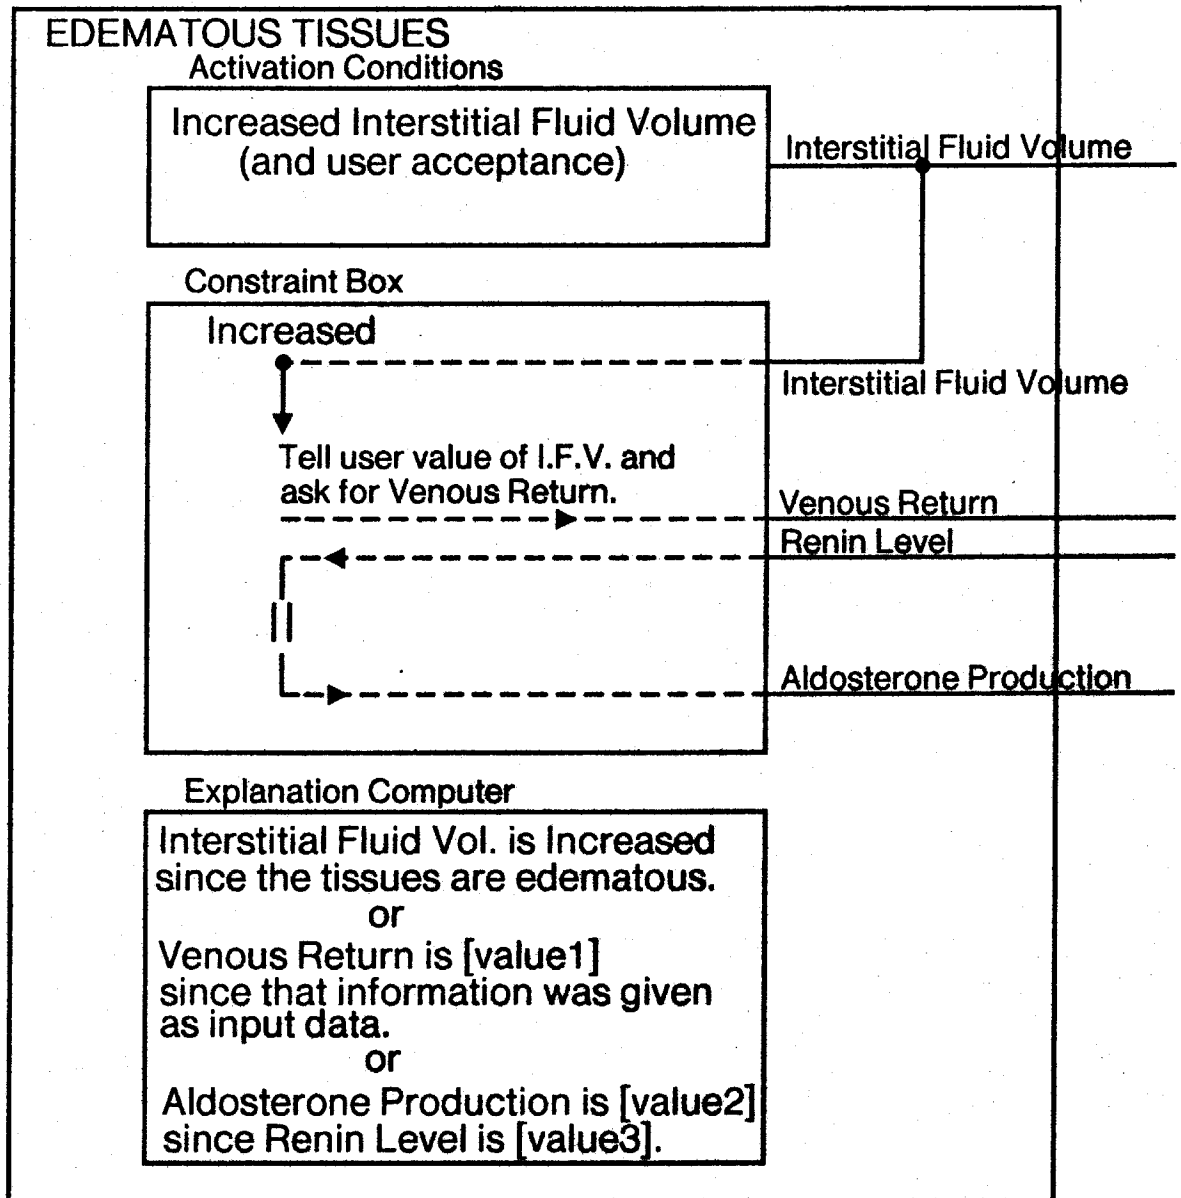 EDEMATOUS TISSUES
Activation Conditions
Increased Interstitial Fluid Volume
(and user acceptance)
Interstitial Fluid Volume
Constraint Box
Increased
Interstitial Fluid Volume
Tell user value of I.F.V. and
ask for Venous Return.
Venous Return
Renin Level
Aldosterone Production
Explanation Computer
Interstitial Fluid Vol. is Increased
since the tissues are edematous.
or
Venous Return is [value1]
since that information was given
as input data.
or
Aldosterone Production is [value2]
since Renin Level is [value3].